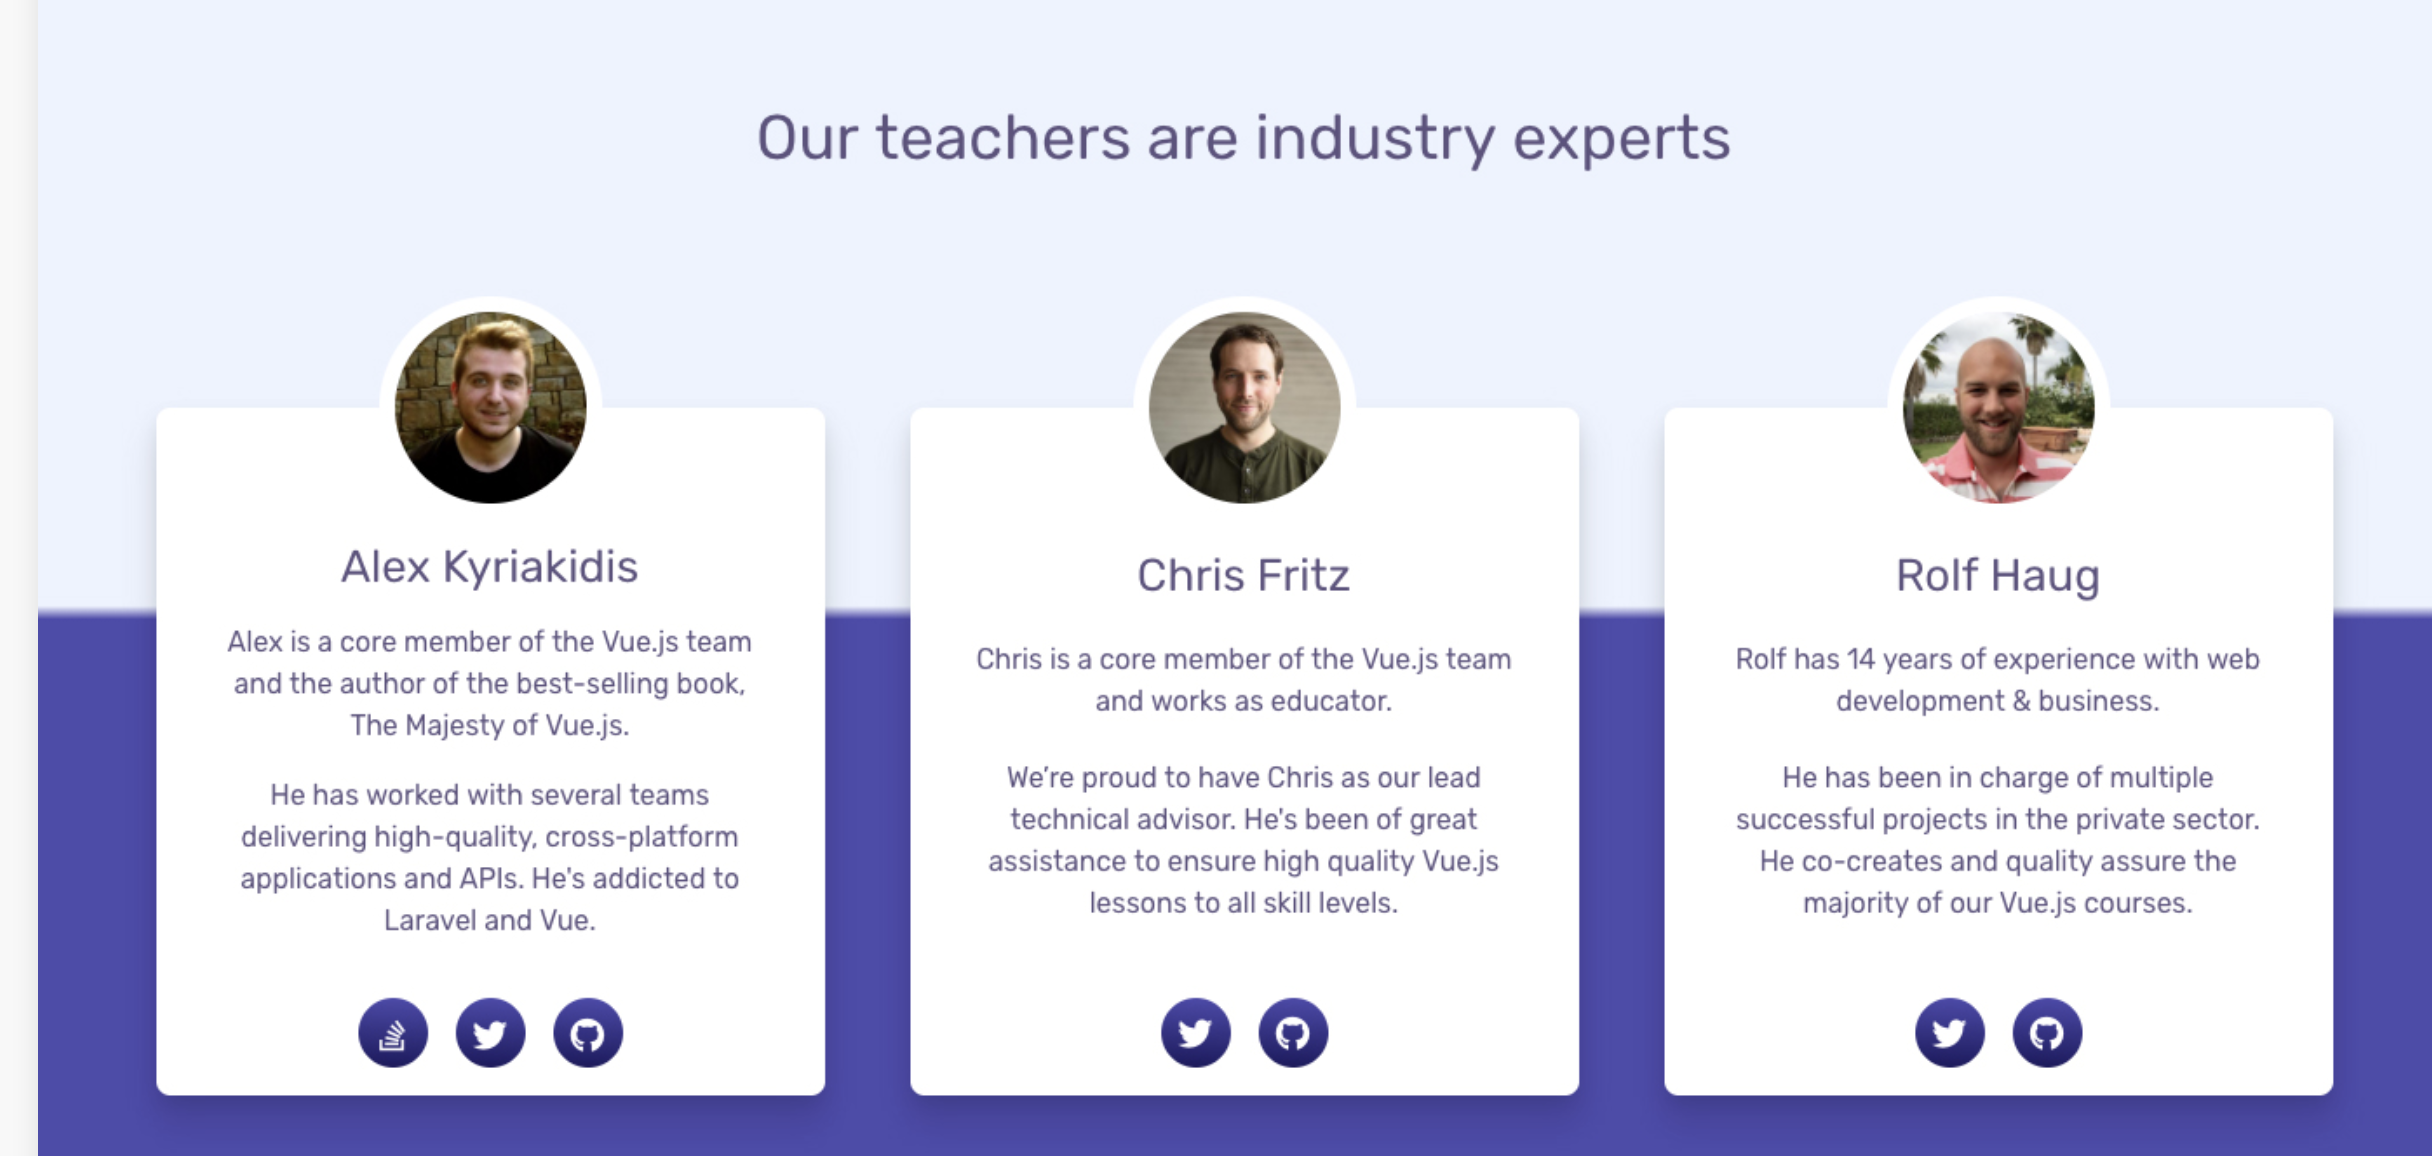 Our teachers are industry experts
Alex Kyriakidis
Alex is a core member of the Vue.js team
and the author of the best-selling book,
The Majesty of Vue.js.
He has worked with several teams
delivering high-quality, cross-platform
applications and APIs. He's addicted to
Laravel and Vue.
Chris Fritz
Chris is a core member of the Vue.js team
and works as educator.
We’re proud to have Chris as our lead
technical advisor. He's been of great
assistance to ensure high quality Vue.js
lessons to all skill levels.
Rolf Haug
Rolf has 14 years of experience with web
development & business.
He has been in charge of multiple
successful projects in the private sector.
He co-creates and quality assure the
majority of our Vue.js courses.